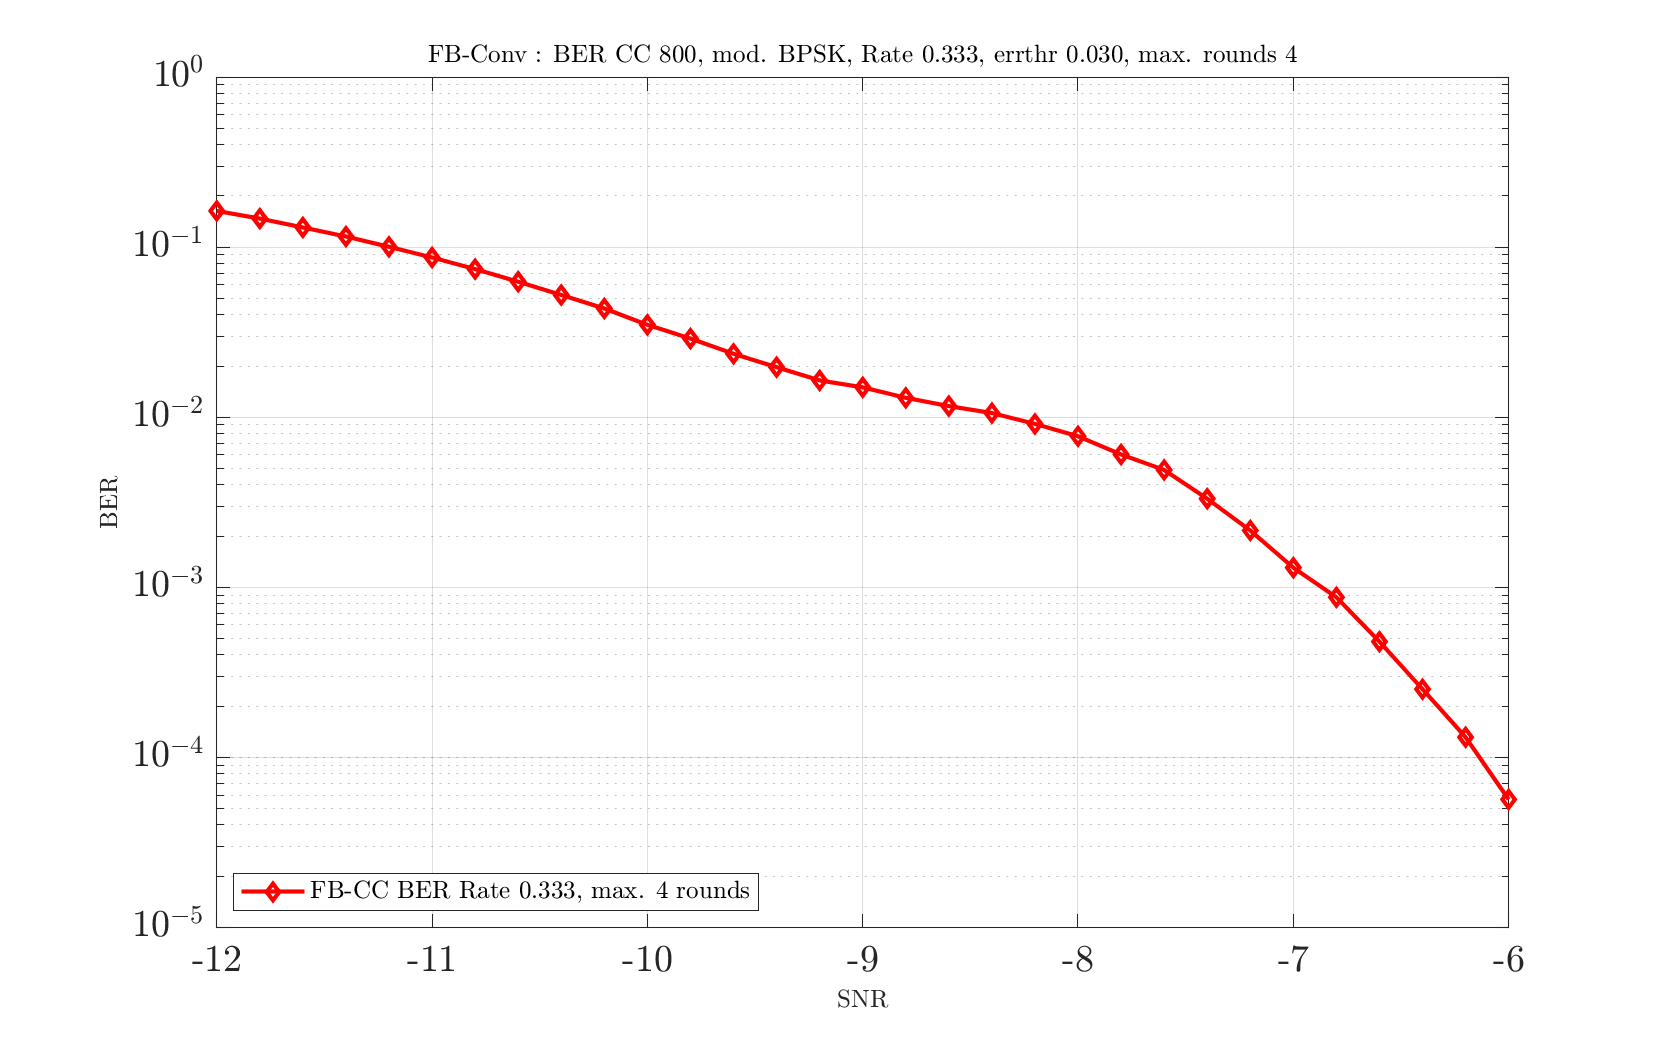 FB-Conv : BER CC 800, mod. BPSK, Rate 0.333, errthr 0.030, max. rounds 4
10^0
10^{-1}
10^{-2}
10^{-3}
10^{-4}
10^{-5}
BER
FB-CC BER Rate 0.333, max. 4 rounds
-12 -11 -10 -9 -8 -7 -6
SNR